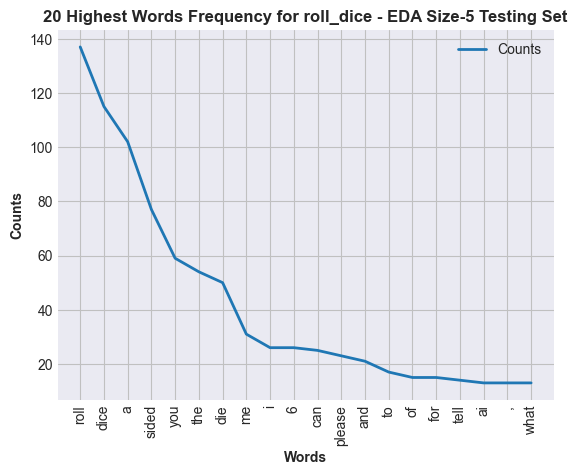 20 Highest Words Frequency for roll_dice - EDA Size-5 Testing Set
Counts
140
120
100
80
60
40
20
Counts
roll
dice
a
sided
you
the
die
me
i
6
can
please
and
to
of
for
tell
ai
,
what
Words